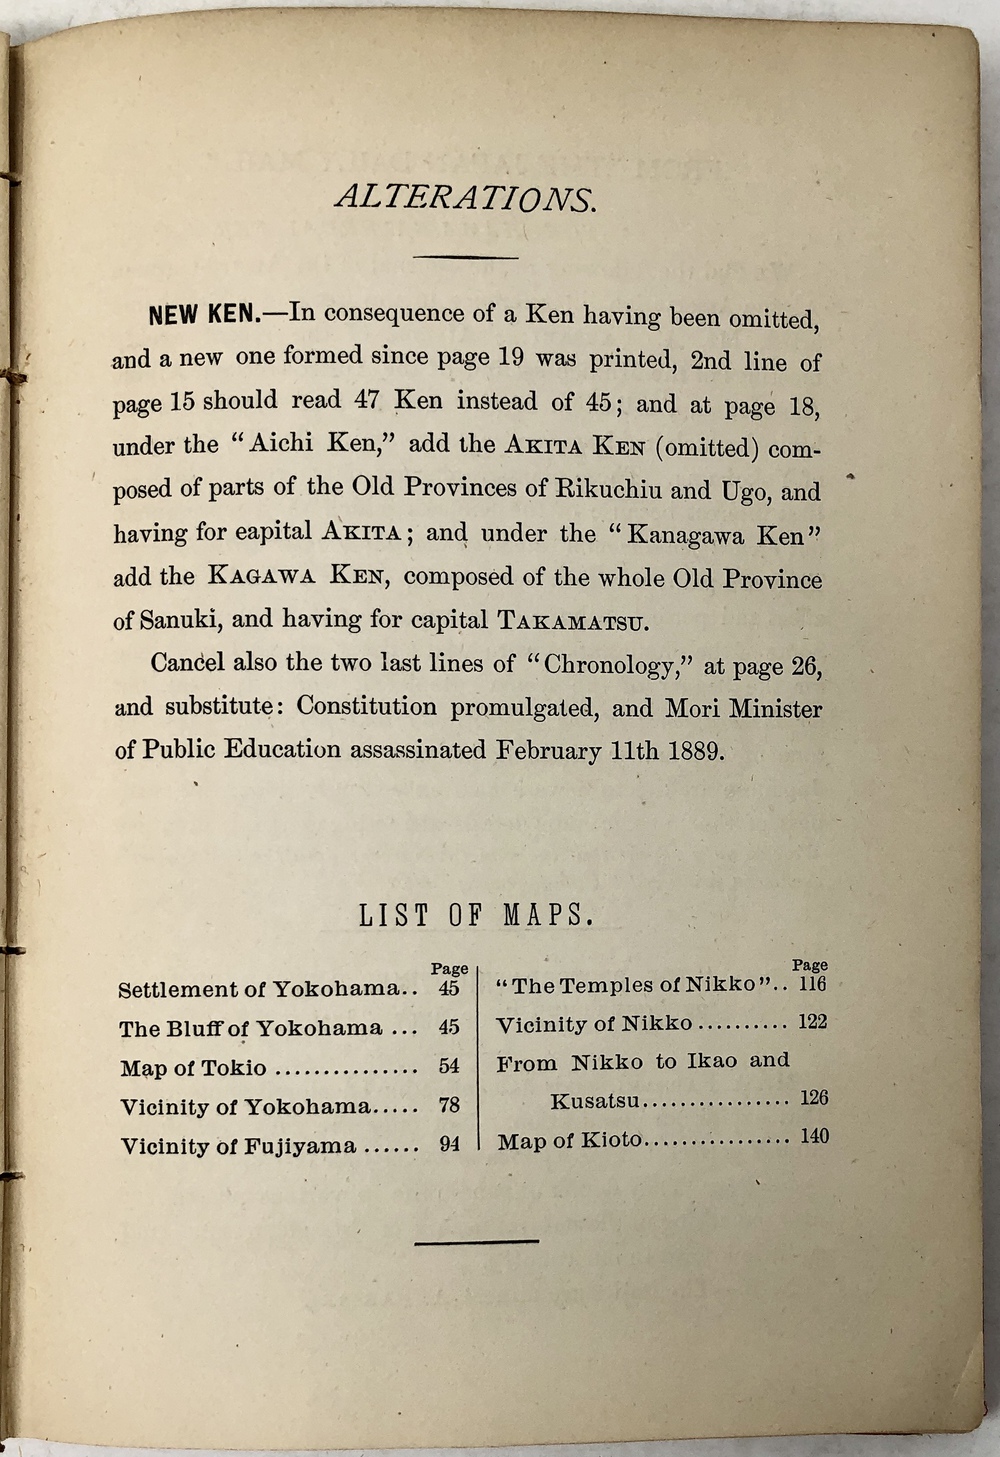 ALTERATIONS.
NEW KEN.—In consequence of a Ken having been omitted,
and a new one formed since page 19 was printed, 2nd line of
page 15 should read 47 Ken instead of 45; and at page 18,
under the "Aichi Ken," add the AKITA KEN (omitted) com-
posed of parts of the Old Provinces of Rikuchiu and Ugo, and
having for eapital AKITA; and under the "Kanagawa Ken"
add the KAGAWA KEN, composed of the whole Old Province
of Sanuki, and having for capital TAKAMATSU.
Cancel also the two last lines of "Chronology," at page 26,
and substitute: Constitution promulgated, and Mori Minister
of Public Education assassinated February 11th 1889.
LIST OF MAPS.
Page
Settlement of Yokohama.. 45
The Bluff of Yokohama ... 45
Map of Tokio ............... 54
Vicinity of Yokohama..... 78
Vicinity of Fujiyama ...... 94
Page
"The Temples of Nikko".. 116
Vicinity of Nikko .......... 122
From Nikko to Ikao and
Kusatsu................ 126
Map of Kioto................ 140